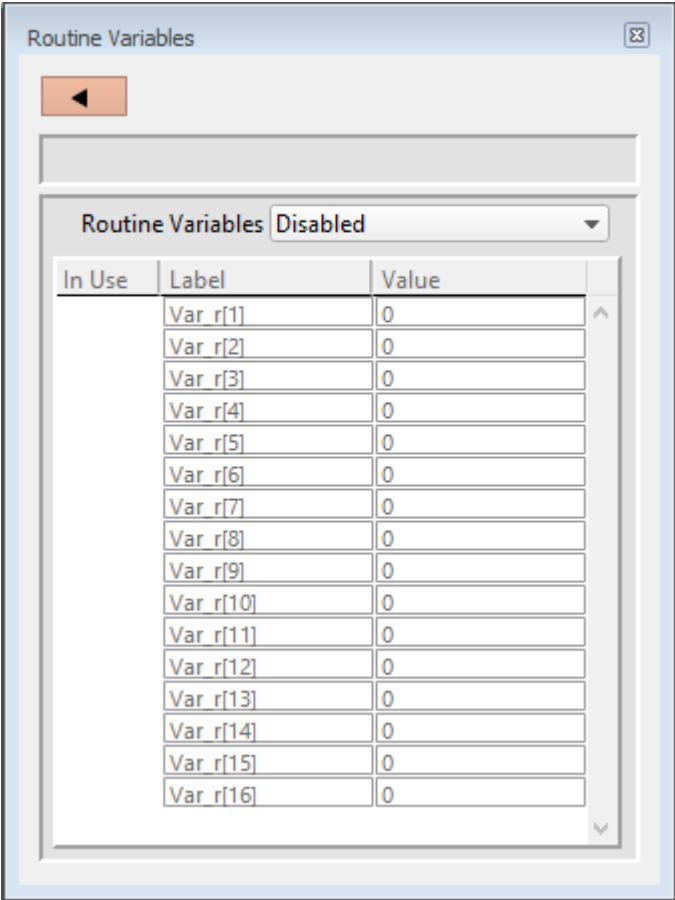 Routine Variables
Routine Variables Disabled
In Use Label Value
Var_r[1] 0
Var_r[2] 0
Var_r[3] 0
Var_r[4] 0
Var_r[5] 0
Var_r[6] 0
Var_r[7] 0
Var_r[8] 0
Var_r[9] 0
Var_r[10] 0
Var_r[11] 0
Var_r[12] 0
Var_r[13] 0
Var_r[14] 0
Var_r[15] 0
Var_r[16] 0